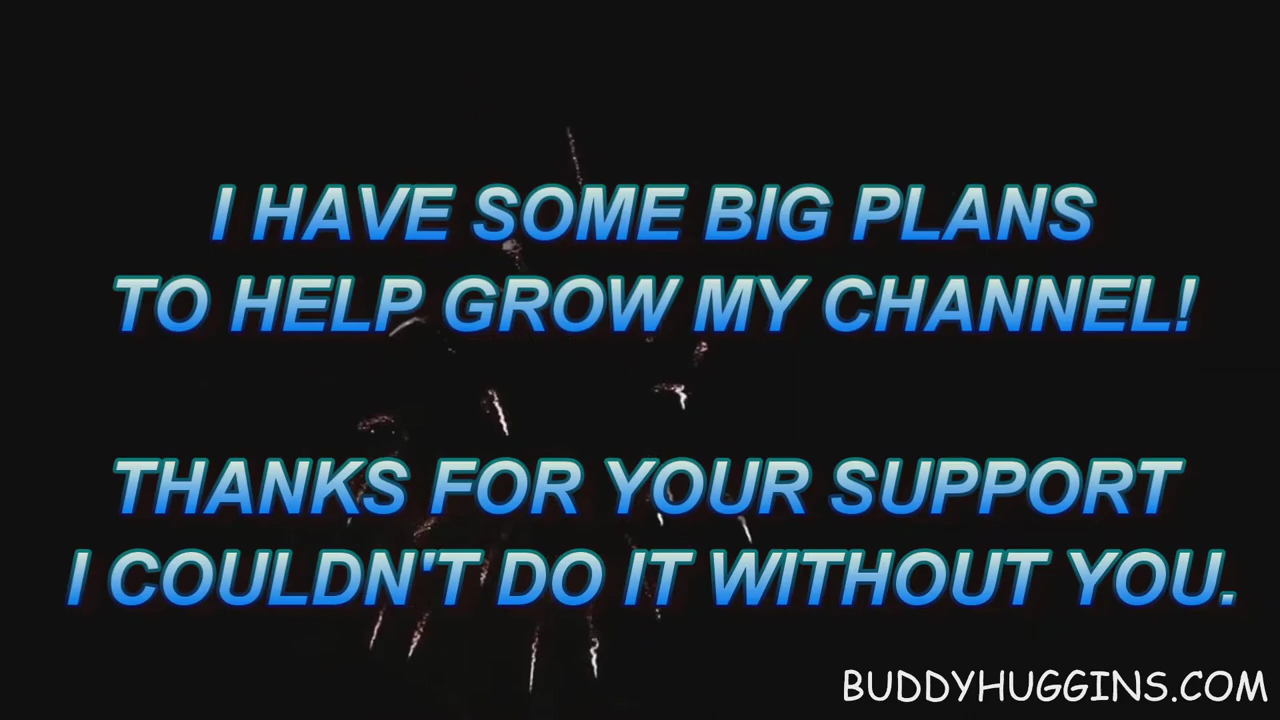 I HAVE SOME BIG PLANS
TO HELP GROW MY CHANNEL!
THANKS FOR YOUR SUPPORT
I COULDN'T DO IT WITHOUT YOU.
BUDDYHUGGINS.COM